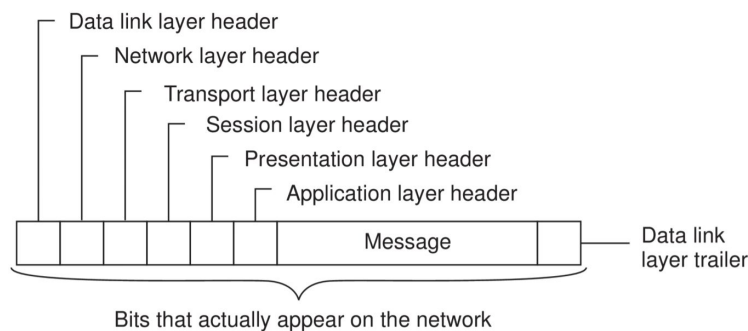 Data link layer header
Network layer header
Transport layer header
Session layer header
Presentation layer header
Application layer header
Message
Data link
layer trailer
Bits that actually appear on the network